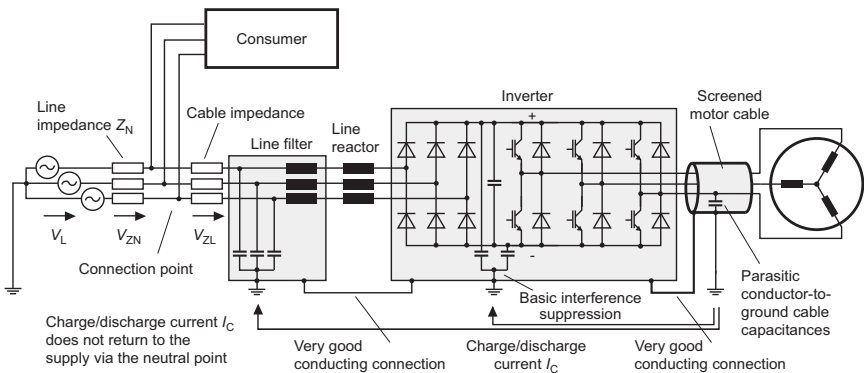 Consumer
Line
impedance Z_N
Cable impedance
Line filter
Line
reactor
Inverter
Screened
motor cable
+
-
V_L
V_ZN
V_ZL
Connection point
Basic interference
suppression
Parasitic
conductor-to-
ground cable
capacitances
Charge/discharge current I_C
does not return to the
supply via the neutral point
Very good
conducting connection
Charge/discharge
current I_C
Very good
conducting connection